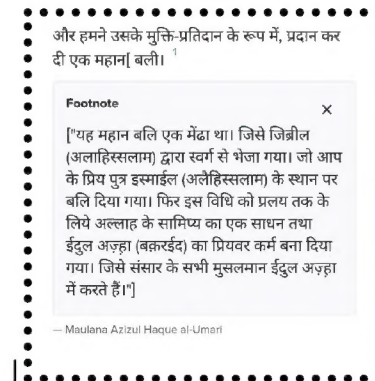 और हमने उसके मुक्ति-प्रतिदान के रूप में, प्रदान कर
दी एक महान[ बली। 1
Footnote ×
["यह महान बलि एक मेंढा था। जिसे जिब्रील
(अलाहिस्सलाम) द्वारा स्वर्ग से भेजा गया। जो आप
के प्रिय पुत्र इस्माईल (अलैहिस्सलाम) के स्थान पर
बलि दिया गया। फिर इस विधि को प्रलय तक के
लिये अल्लाह के सामिप्य का एक साधन तथा
ईदुल अज़्हा (बक़रईद) का प्रियवर कर्म बना दिया
गया। जिसे संसार के सभी मुसलमान ईदुल अज़्हा
में करते हैं।"]
— Maulana Azizul Haque al-Umari